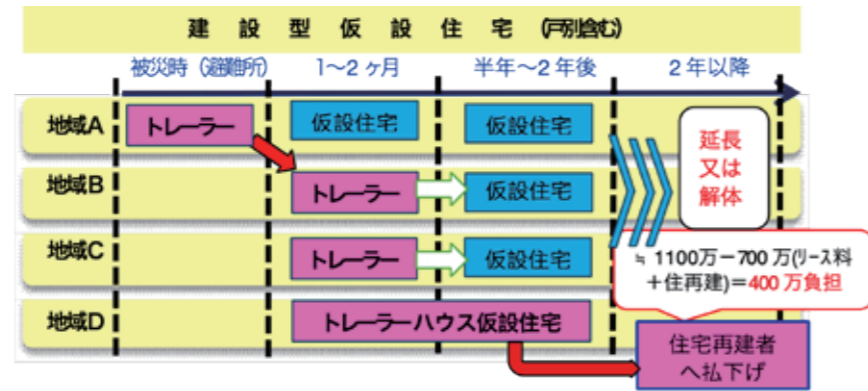 建設型仮設住宅(戸別含む)
被災時(避難所) 1〜2ヶ月 半年〜2年後 2年以降
地域A トレーラー 仮設住宅 仮設住宅
延長
又は
解体
地域B トレーラー 仮設住宅
地域C トレーラー 仮設住宅
≒ 1100万ー700万(リース料
+住再建)=400万負担
地域D トレーラーハウス仮設住宅
住宅再建者
へ払下げ